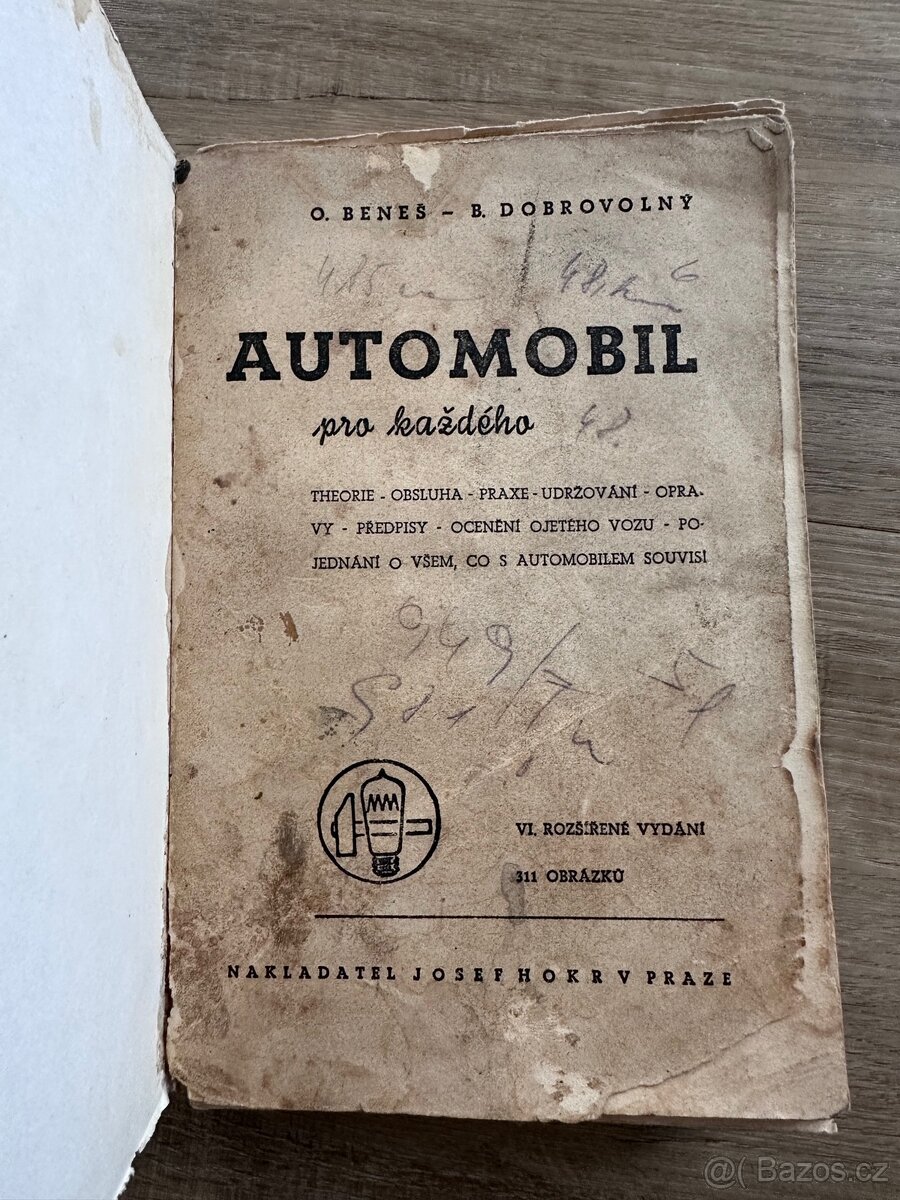 O. BENEŠ - B. DOBROVOLNÝ
AUTOMOBIL
pro každého
48.
THEORIE - OBSLUHA - PRAXE - UDRŽOVÁNÍ - OPRA-
VY - PŘEDPISY - OCENĚNÍ OJETÉHO VOZU - PO-
JEDNÁNÍ O VŠEM, CO S AUTOMOBILEM SOUVISÍ
VI. ROZŠÍŘENÉ VYDÁNÍ
311 OBRÁZKŮ
NAKLADATEL JOSEF HOKR V PRAZE
@( Bazos.cz